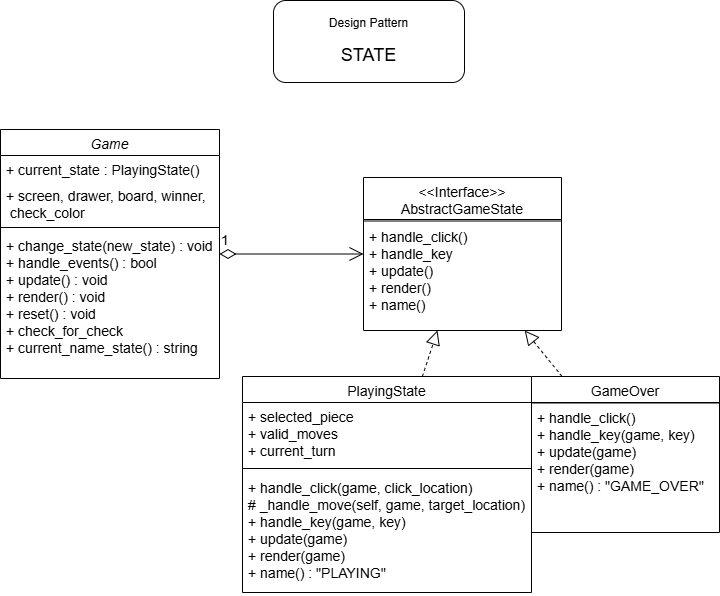 Design Pattern
STATE
Game
+ current_state : PlayingState()
+ screen, drawer, board, winner,
check_color
+ change_state(new_state) : void
+ handle_events() : bool
+ update() : void
+ render() : void
+ reset() : void
+ check_for_check
+ current_name_state() : string
1
<<Interface>>
AbstractGameState
+ handle_click()
+ handle_key
+ update()
+ render()
+ name()
PlayingState
+ selected_piece
+ valid_moves
+ current_turn
+ handle_click(game, click_location)
# _handle_move(self, game, target_location)
+ handle_key(game, key)
+ update(game)
+ render(game)
+ name() : "PLAYING"
GameOver
+ handle_click()
+ handle_key(game, key)
+ update(game)
+ render(game)
+ name() : "GAME_OVER"